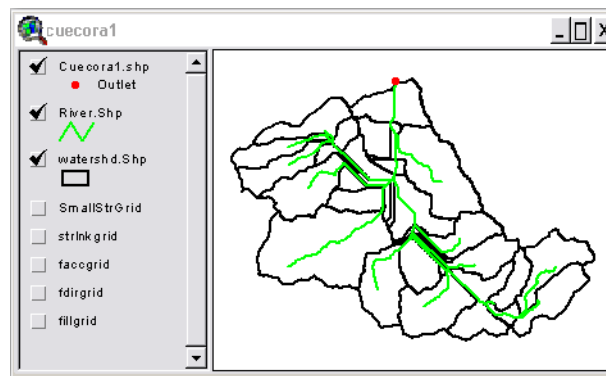 cuecora1
Cuecora1.shp
Outlet
River.Shp
watershd.Shp
SmallStrGrid
strlnkgrid
faccgrid
fdirgrid
fillgrid